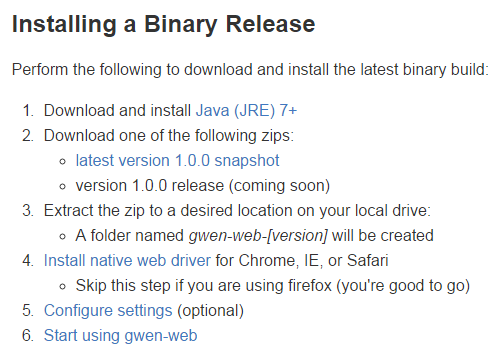 Installing a Binary Release
Perform the following to download and install the latest binary build:
1. Download and install Java (JRE) 7+
2. Download one of the following zips:
◦ latest version 1.0.0 snapshot
◦ version 1.0.0 release (coming soon)
3. Extract the zip to a desired location on your local drive:
◦ A folder named gwen-web-[version] will be created
4. Install native web driver for Chrome, IE, or Safari
◦ Skip this step if you are using firefox (you're good to go)
5. Configure settings (optional)
6. Start using gwen-web